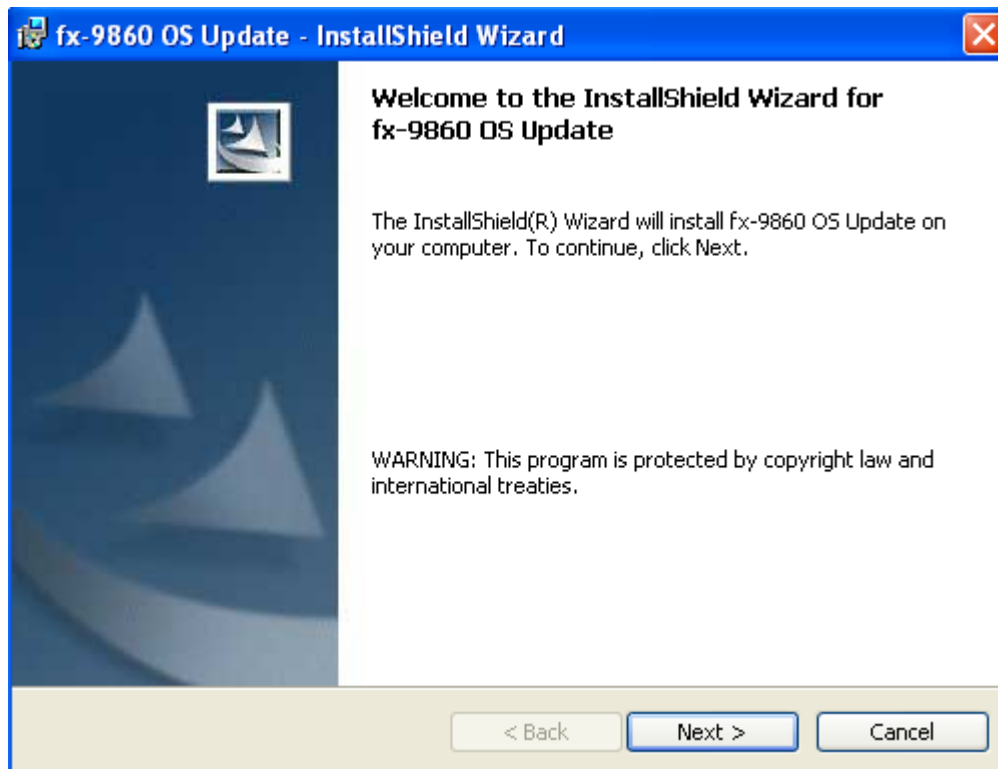 fx-9860 OS Update - InstallShield Wizard
Welcome to the InstallShield Wizard for
fx-9860 OS Update
The InstallShield(R) Wizard will install fx-9860 OS Update on
your computer. To continue, click Next.
WARNING: This program is protected by copyright law and
international treaties.
< Back
Next >
Cancel